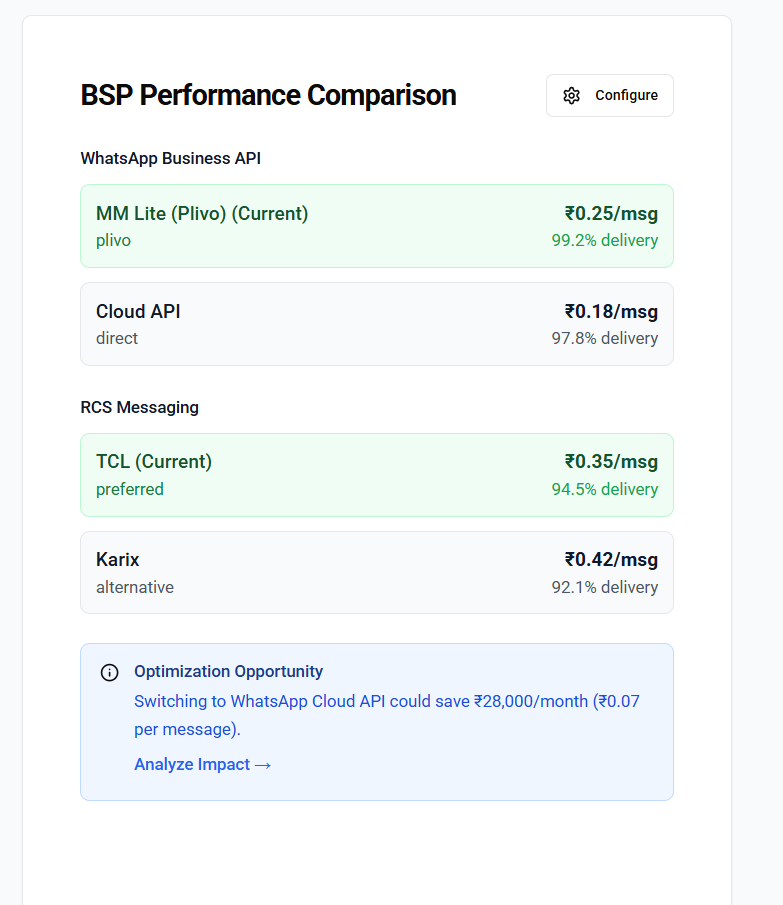 BSP Performance Comparison
Configure
WhatsApp Business API
MM Lite (Plivo) (Current)
₹0.25/msg
plivo
99.2% delivery
Cloud API
₹0.18/msg
direct
97.8% delivery
RCS Messaging
TCL (Current)
₹0.35/msg
preferred
94.5% delivery
Karix
₹0.42/msg
alternative
92.1% delivery
Optimization Opportunity
Switching to WhatsApp Cloud API could save ₹28,000/month (₹0.07
per message).
Analyze Impact →